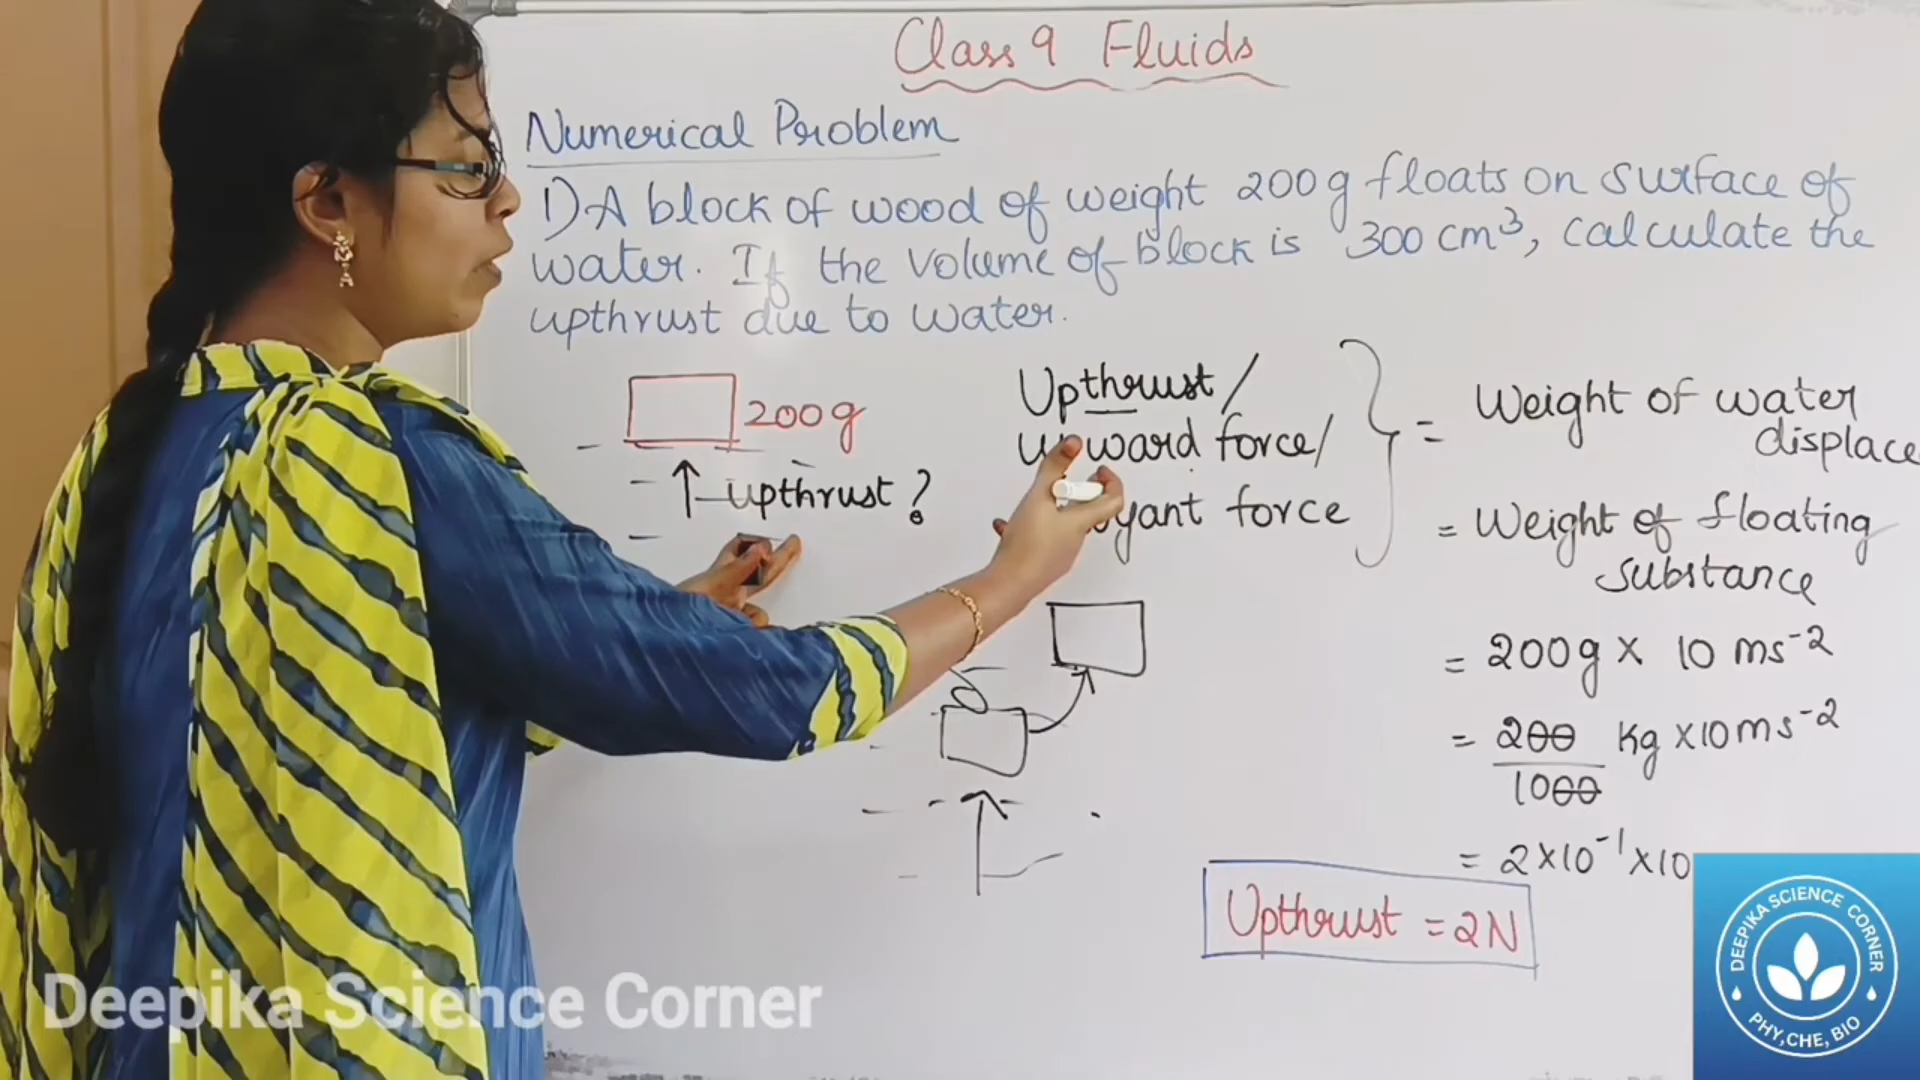 Class 9 Fluids
Numerical Problem
1) A block of wood of weight 200g floats on surface of
water. If the volume of block is 300 cm³, calculate the
upthrust due to water.
200g
upthrust ?
Upthrust /
upward force/
yant force
= Weight of water
displace
= Weight of floating
substance
= 200g × 10 ms⁻²
= 200/1000 Kg × 10 ms⁻²
= 2×10⁻¹×10
Upthrust = 2N
Deepika Science Corner
DEEPIKA SCIENCE CORNER
PHY,CHE, BIO